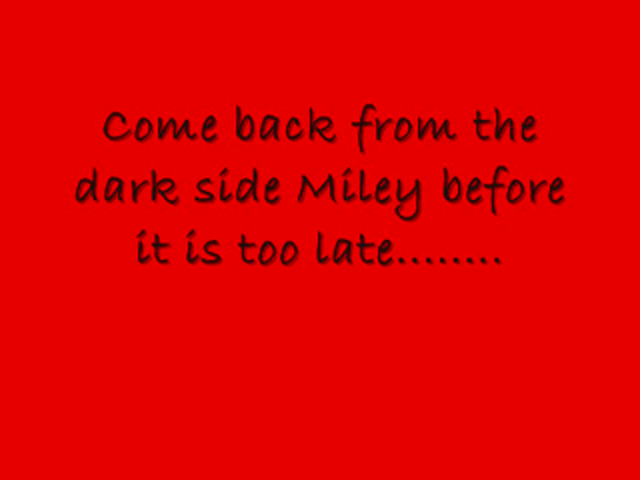 Come back from the
dark side Miley before
it is too late........